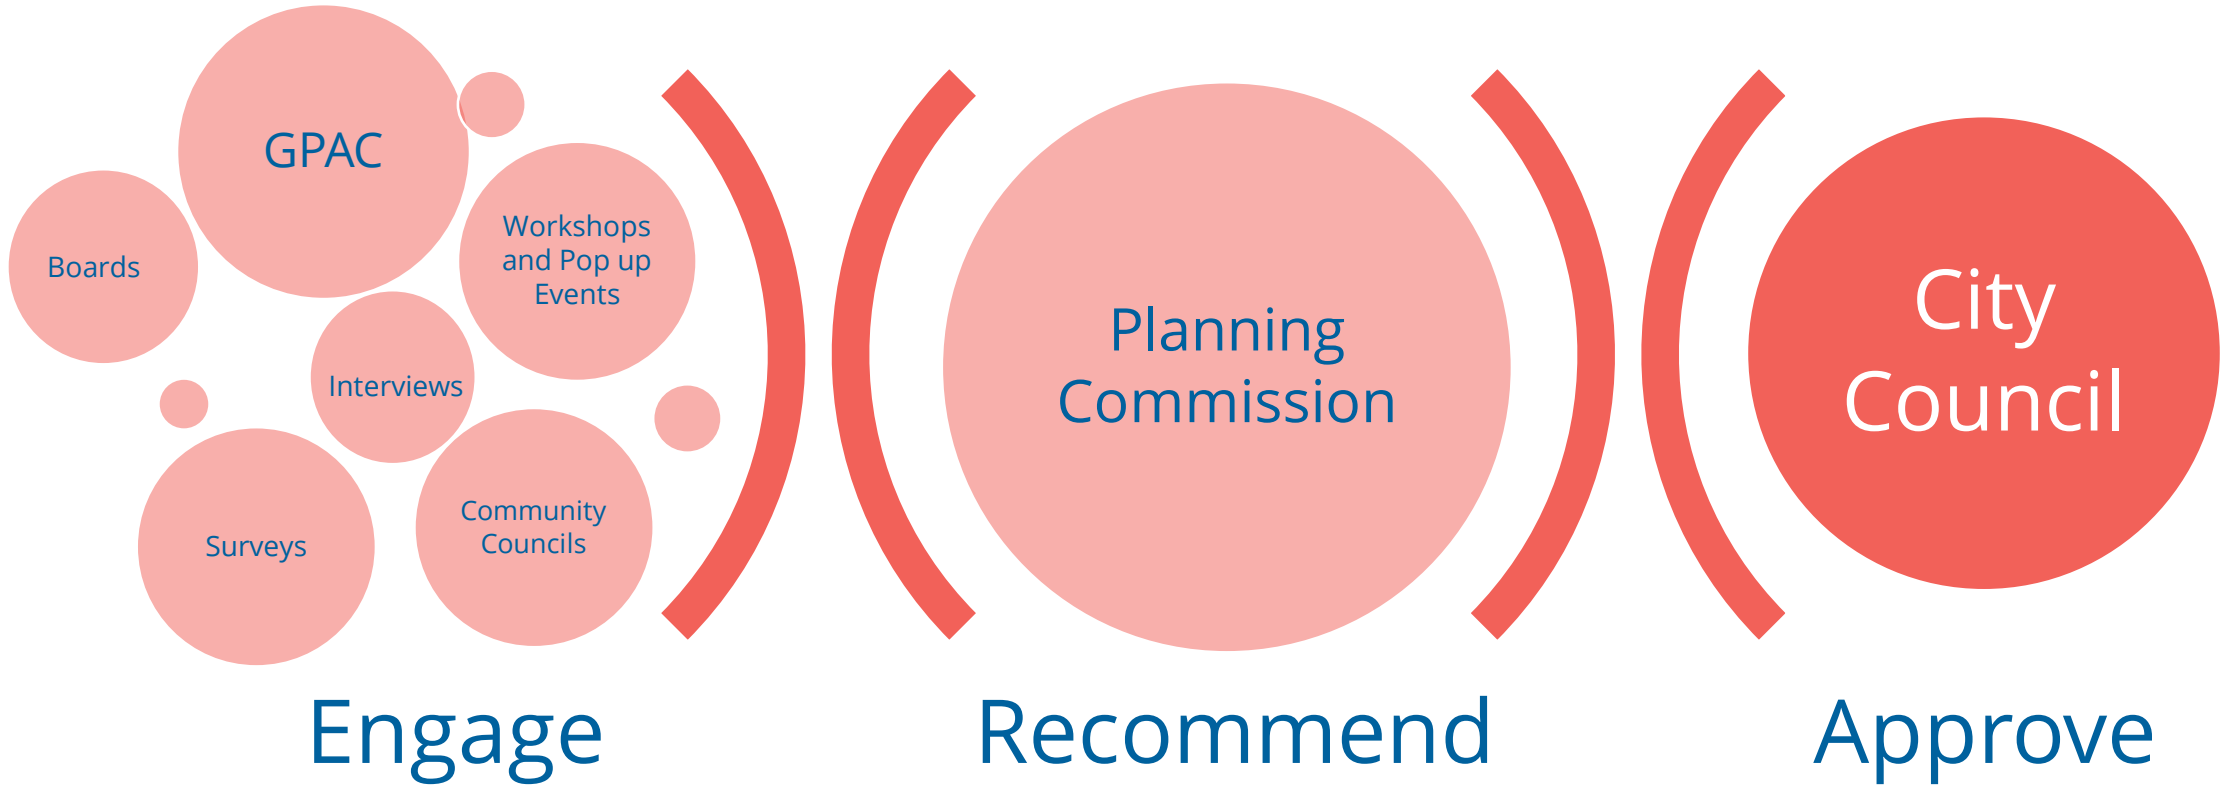 GPAC
Boards
Workshops
and Pop up
Events
Interviews
Surveys
Community
Councils
Engage
Planning
Commission
Recommend
City
Council
Approve